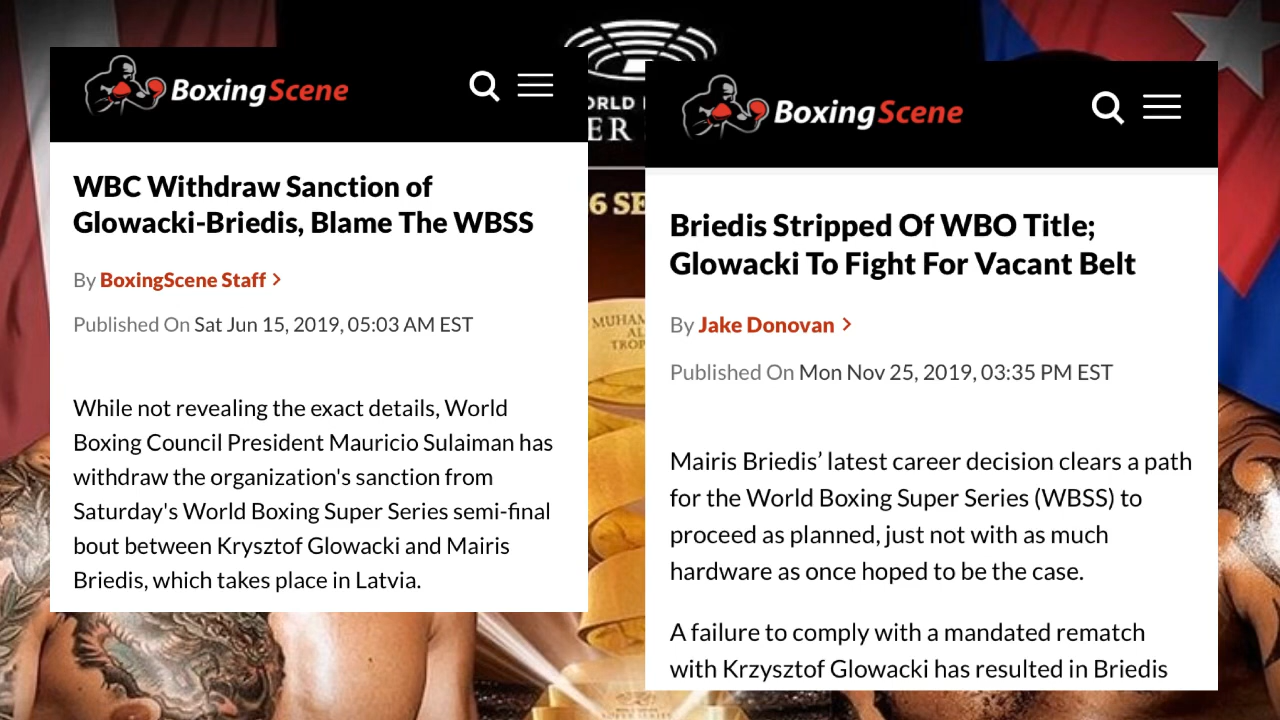 BoxingScene
WBC Withdraw Sanction of
Glowacki-Briedis, Blame The WBSS
By BoxingScene Staff >
Published On Sat Jun 15, 2019, 05:03 AM EST
While not revealing the exact details, World
Boxing Council President Mauricio Sulaiman has
withdraw the organization's sanction from
Saturday's World Boxing Super Series semi-final
bout between Krysztof Glowacki and Mairis
Briedis, which takes place in Latvia.
BoxingScene
Briedis Stripped Of WBO Title;
Glowacki To Fight For Vacant Belt
By Jake Donovan >
Published On Mon Nov 25, 2019, 03:35 PM EST
Mairis Briedis’ latest career decision clears a path
for the World Boxing Super Series (WBSS) to
proceed as planned, just not with as much
hardware as once hoped to be the case.
A failure to comply with a mandated rematch
with Krzysztof Glowacki has resulted in Briedis